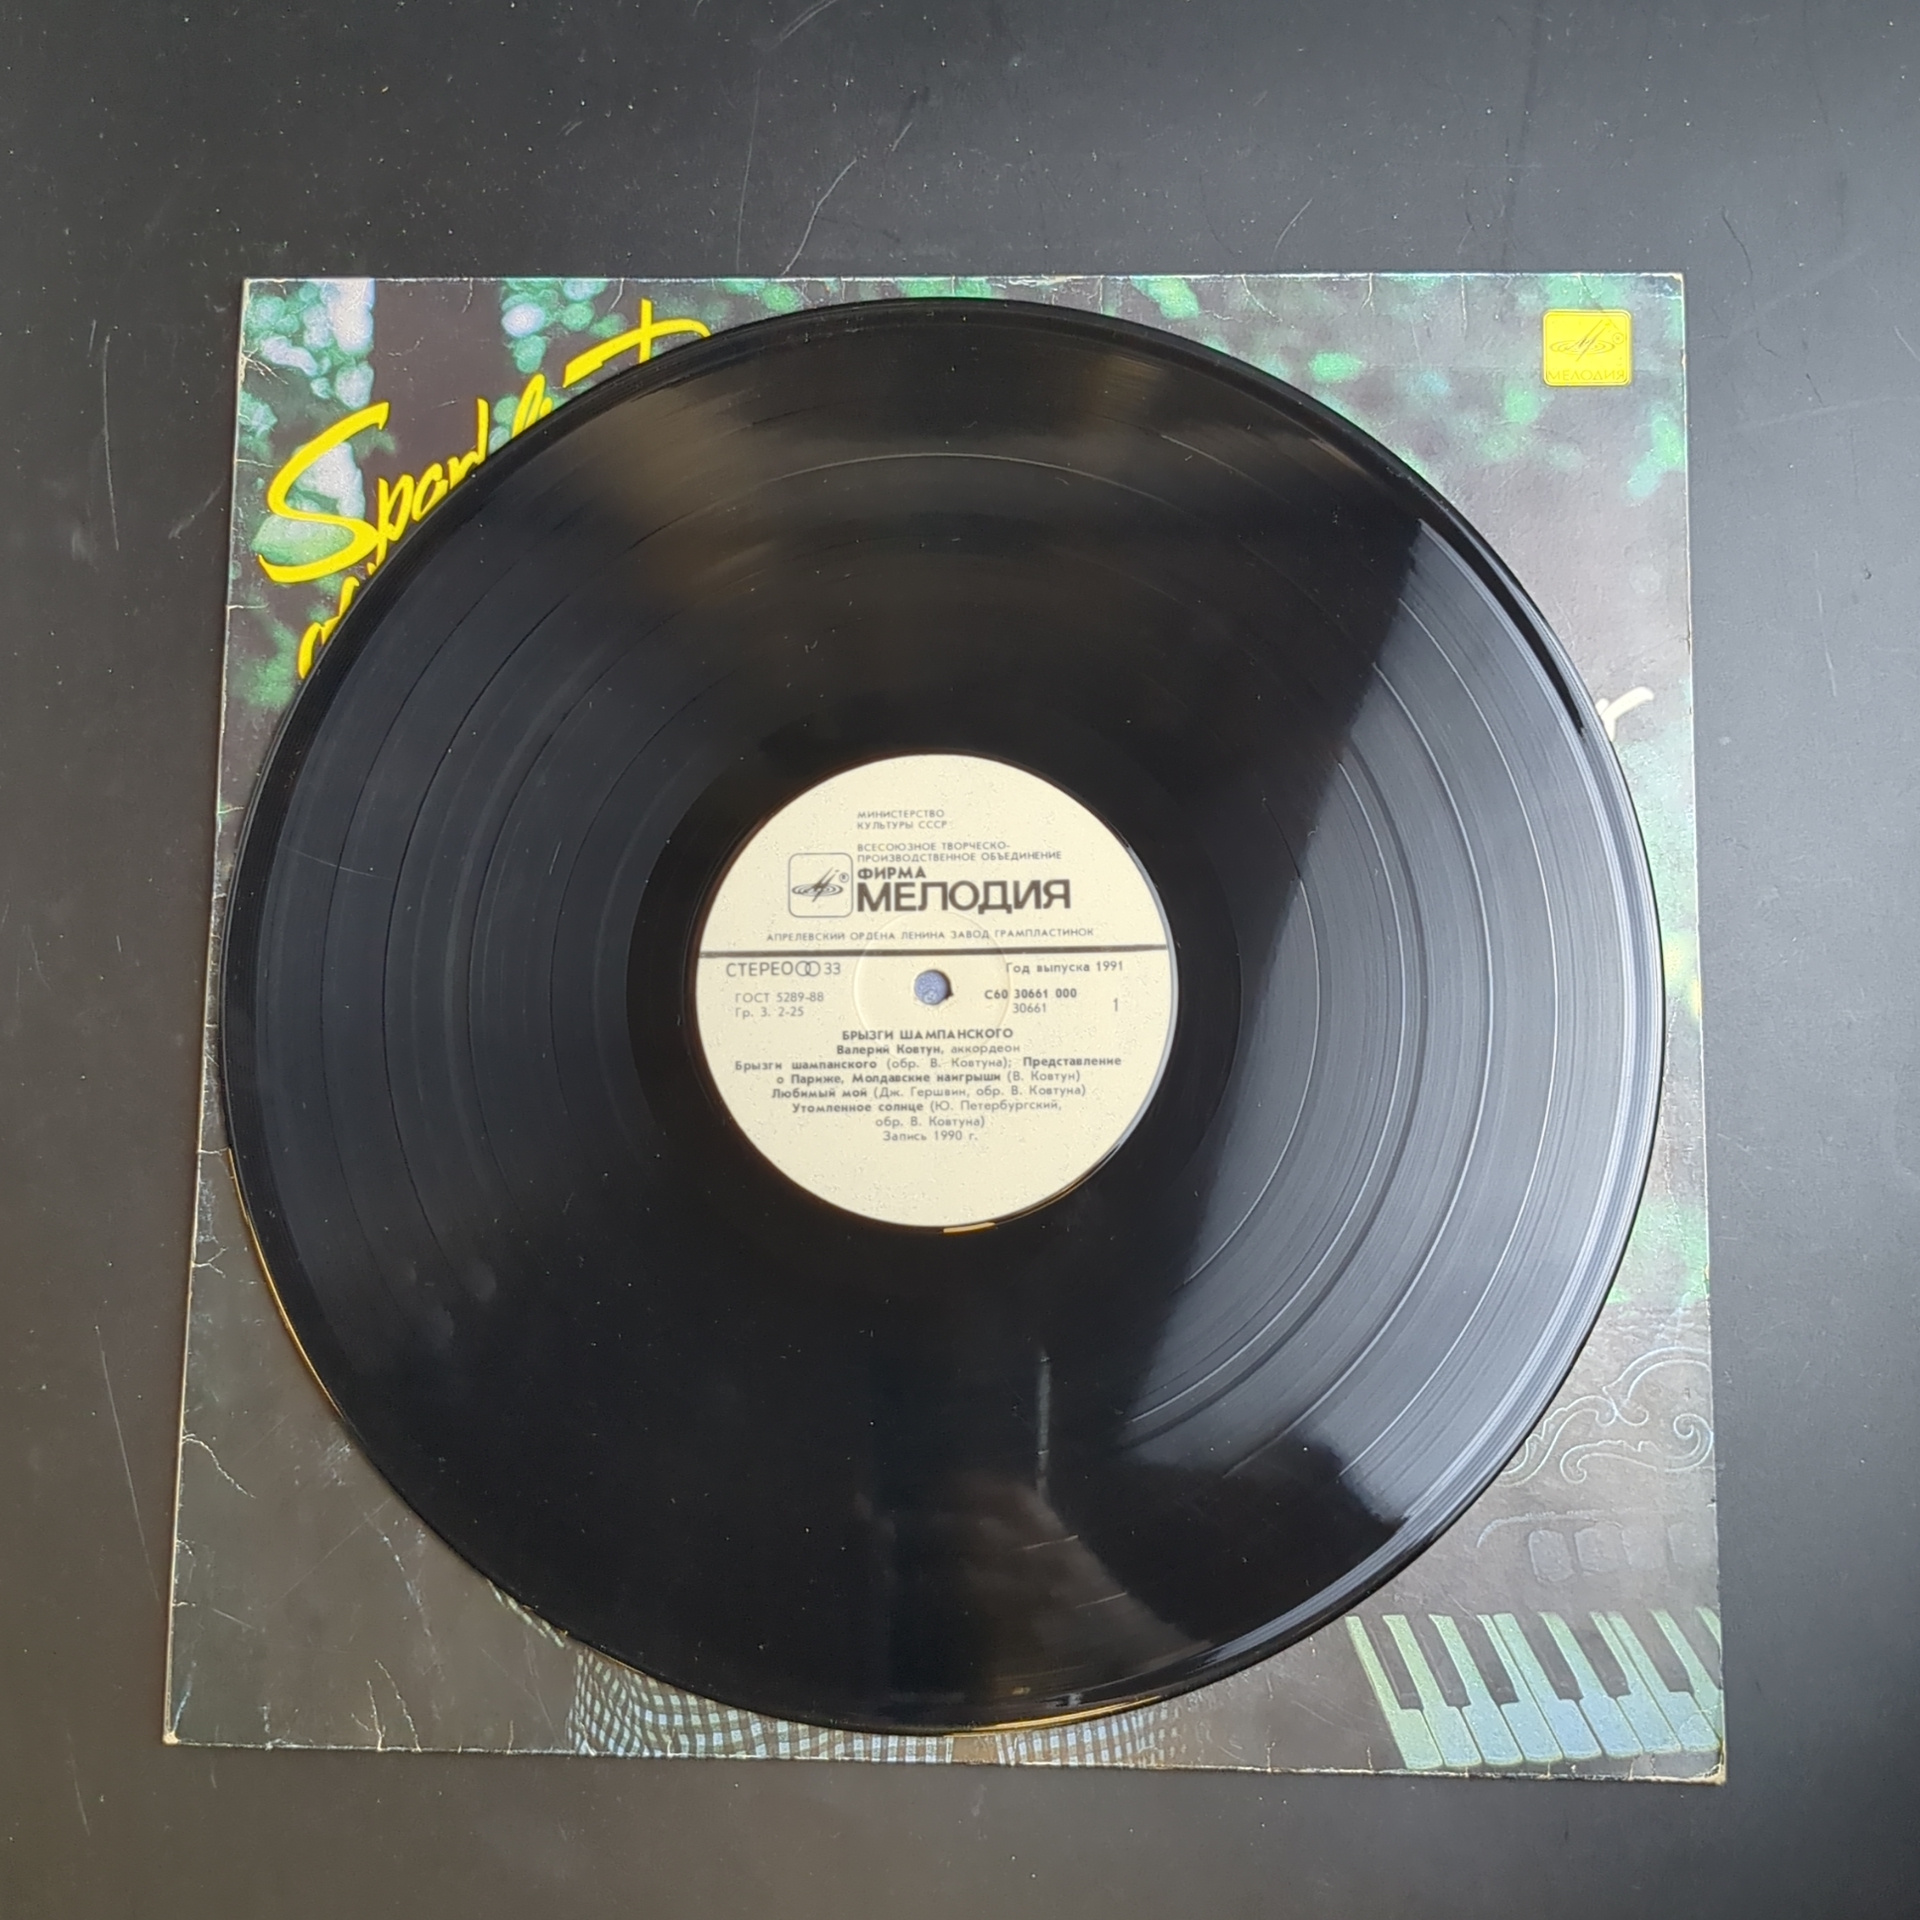 МЕЛОДИЯ
МИНИСТЕРСТВО
КУЛЬТУРЫ СССР
ВСЕСОЮЗНОЕ ТВОРЧЕСКО-
ПРОИЗВОДСТВЕННОЕ ОБЪЕДИНЕНИЕ
ФИРМА
® МЕЛОДИЯ
АПРЕЛЕВСКИЙ ОРДЕНА ЛЕНИНА ЗАВОД ГРАМПЛАСТИНОК
СТЕРЕО 33 Год выпуска 1991
ГОСТ 5289-88 С60 30661 000
Гр. 3. 2-25 30661 1
БРЫЗГИ ШАМПАНСКОГО
Валерий Ковтун, аккордеон
Брызги шампанского (обр. В. Ковтуна); Представление
о Париже, Молдавские наигрыши (В. Ковтун)
Любимый мой (Дж. Гершвин, обр. В. Ковтуна)
Утомленное солнце (Ю. Петербургский,
обр. В. Ковтуна)
Запись 1990 г.